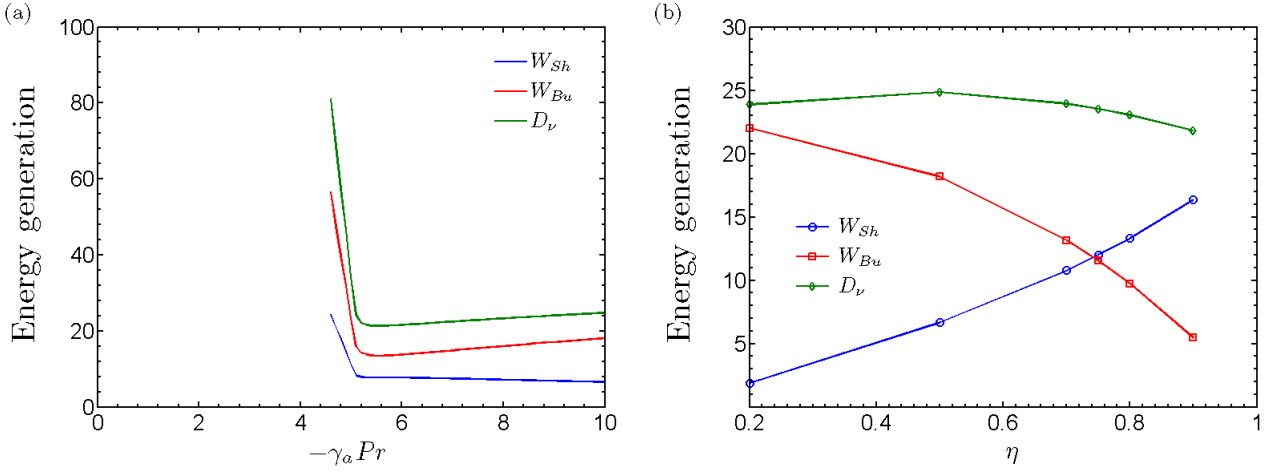 (a)
Energy generation
100
80
60
40
20
0
0 2 4 6 8 10
−γₐPr
W_{Sh}
W_{Bu}
D_ν
(b)
Energy generation
30
25
20
15
10
5
0.2 0.4 0.6 0.8 1
η
W_{Sh}
W_{Bu}
D_ν